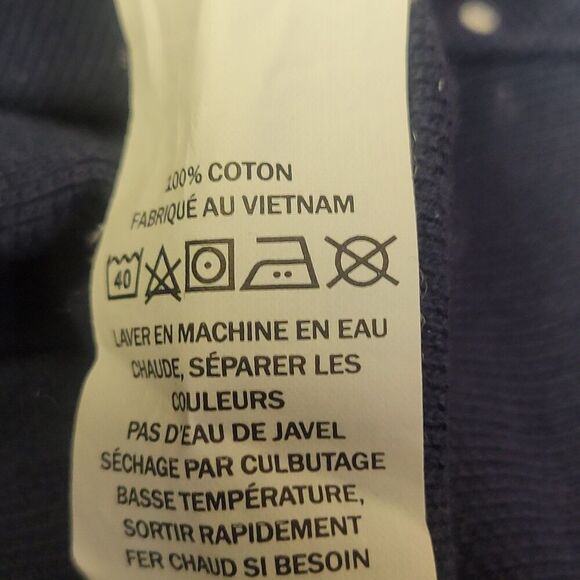 100% COTON
FABRIQUÉ AU VIETNAM
40
LAVER EN MACHINE EN EAU
CHAUDE, SÉPARER LES
COULEURS
PAS D'EAU DE JAVEL
SÉCHAGE PAR CULBUTAGE
BASSE TEMPÉRATURE,
SORTIR RAPIDEMENT
FER CHAUD SI BESOIN